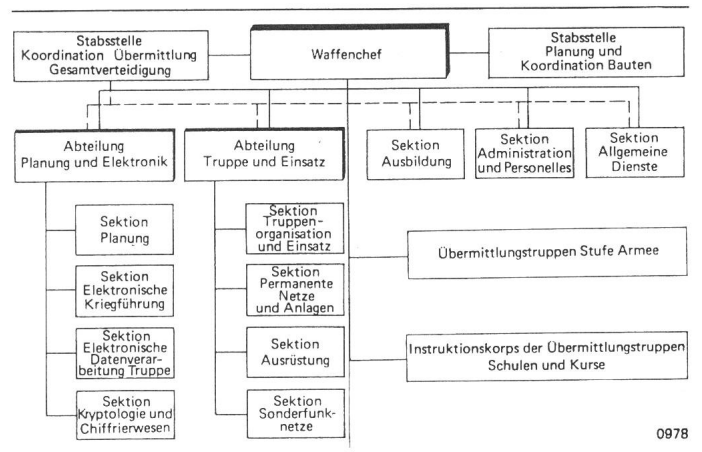 Stabsstelle
Koordination Übermittlung
Gesamtverteidigung
Waffenchef
Stabsstelle
Planung und
Koordination Bauten
Abteilung
Planung und Elektronik
Abteilung
Truppe und Einsatz
Sektion
Ausbildung
Sektion
Administration
und Personelles
Sektion
Allgemeine
Dienste
Sektion
Planung
Sektion
Elektronische
Kriegführung
Sektion
Elektronische
Datenverar-
beitung Truppe
Sektion
Kryptologie und
Chiffrierwesen
Sektion
Truppen-
organisation
und Einsatz
Sektion
Permanente
Netze
und Anlagen
Sektion
Ausrüstung
Sektion
Sonderfunk-
netze
Übermittlungstruppen Stufe Armee
Instruktionskorps der Übermittlungstruppen
Schulen und Kurse
0978